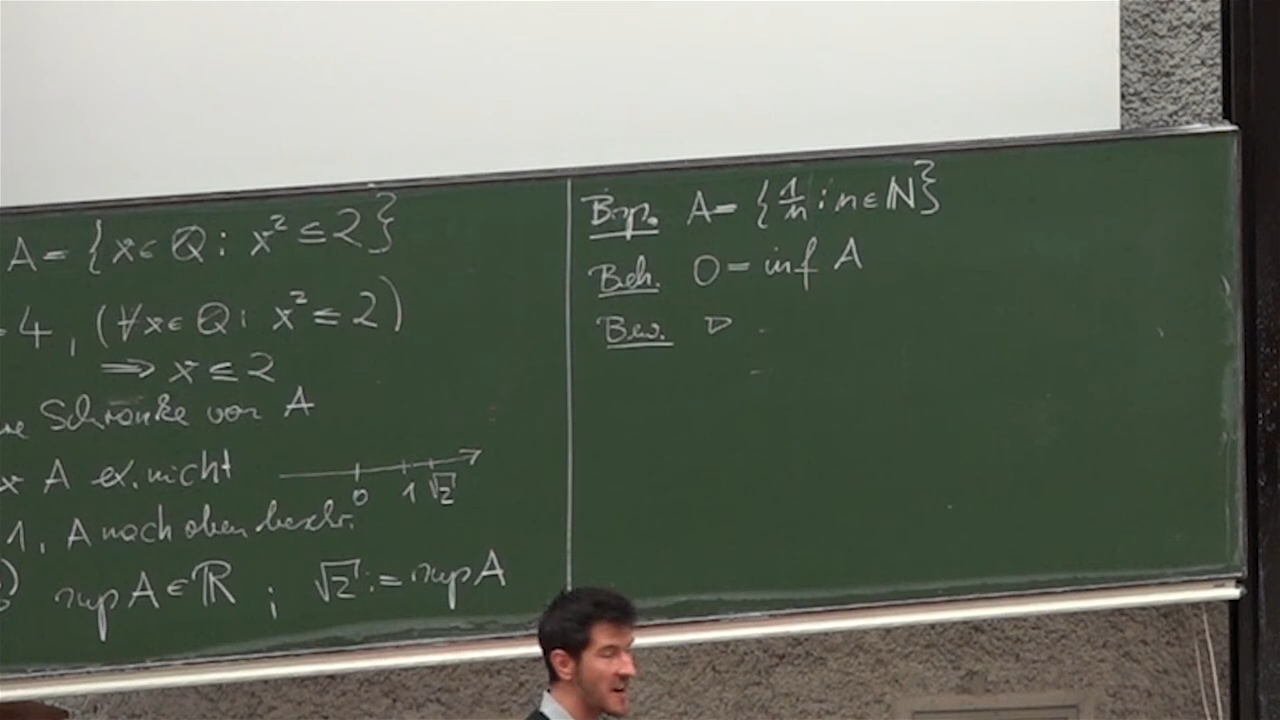 A = {x ∈ ℚ : x² ≤ 2}
= 4, (∀x ∈ ℚ : x² ≤ 2)
⟹ x ≤ 2
Schranke von A
A ex. nicht
0 1 √2
1, A nach oben beschr.
sup A ∈ ℝ ; √2 := sup A
Bsp. A = {1/n : n ∈ ℕ}
Beh. 0 = inf A
Bew. ▷